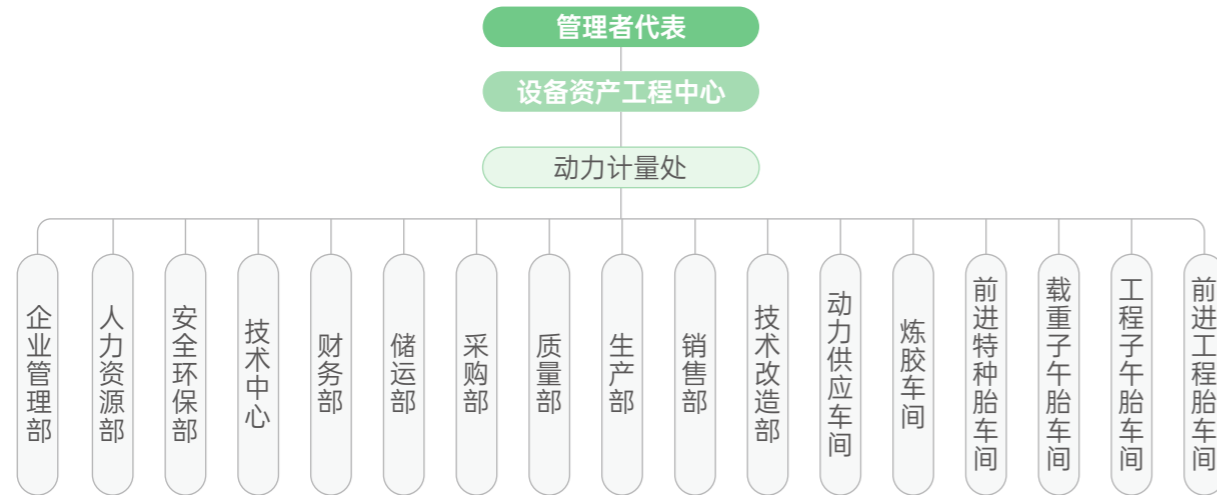 管理者代表
设备资产工程中心
动力计量处
企业管理部
人力资源部
安全环保部
技术中心
财务部
储运部
采购部
质量部
生产部
销售部
技术改造部
动力供应车间
炼胶车间
前进特种胎车间
载重子午胎车间
工程子午胎车间
前进工程胎车间